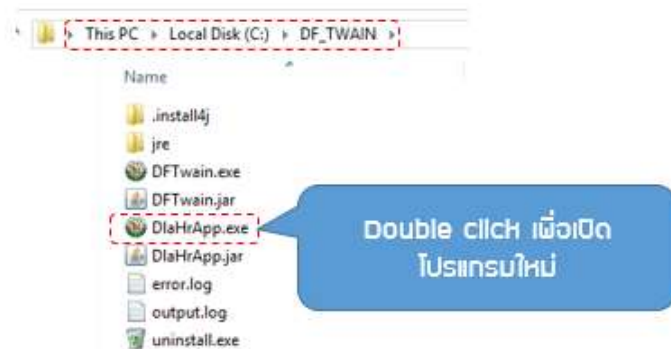 This PC Local Disk (C:) DF_TWAIN
Name
.install4j
jre
DFTwain.exe
DFTwain.jar
DlaHrApp.exe
DlaHrApp.jar
error.log
output.log
uninstall.exe
Double click เพื่อเปิด
โปรแกรมใหม่